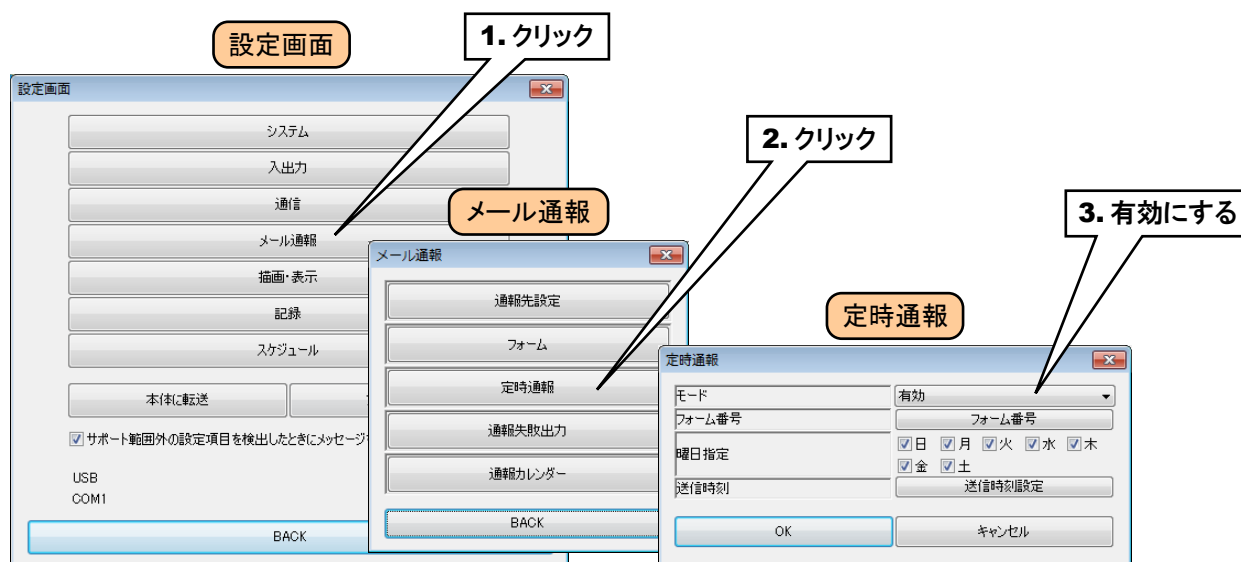 設定画面
1. クリック
設定画面
システム
入出力
通信
メール通報
描画・表示
記録
スケジュール
本体に転送
サポート範囲外の設定項目を検出したときにメッセージ
USB
COM1
BACK
2. クリック
メール通報
メール通報
通報先設定
フォーム
定時通報
通報失敗出力
通報カレンダー
BACK
3. 有効にする
定時通報
定時通報
モード 有効
フォーム番号 フォーム番号
曜日指定 日 月 火 水 木
金 土
送信時刻 送信時刻設定
OK キャンセル